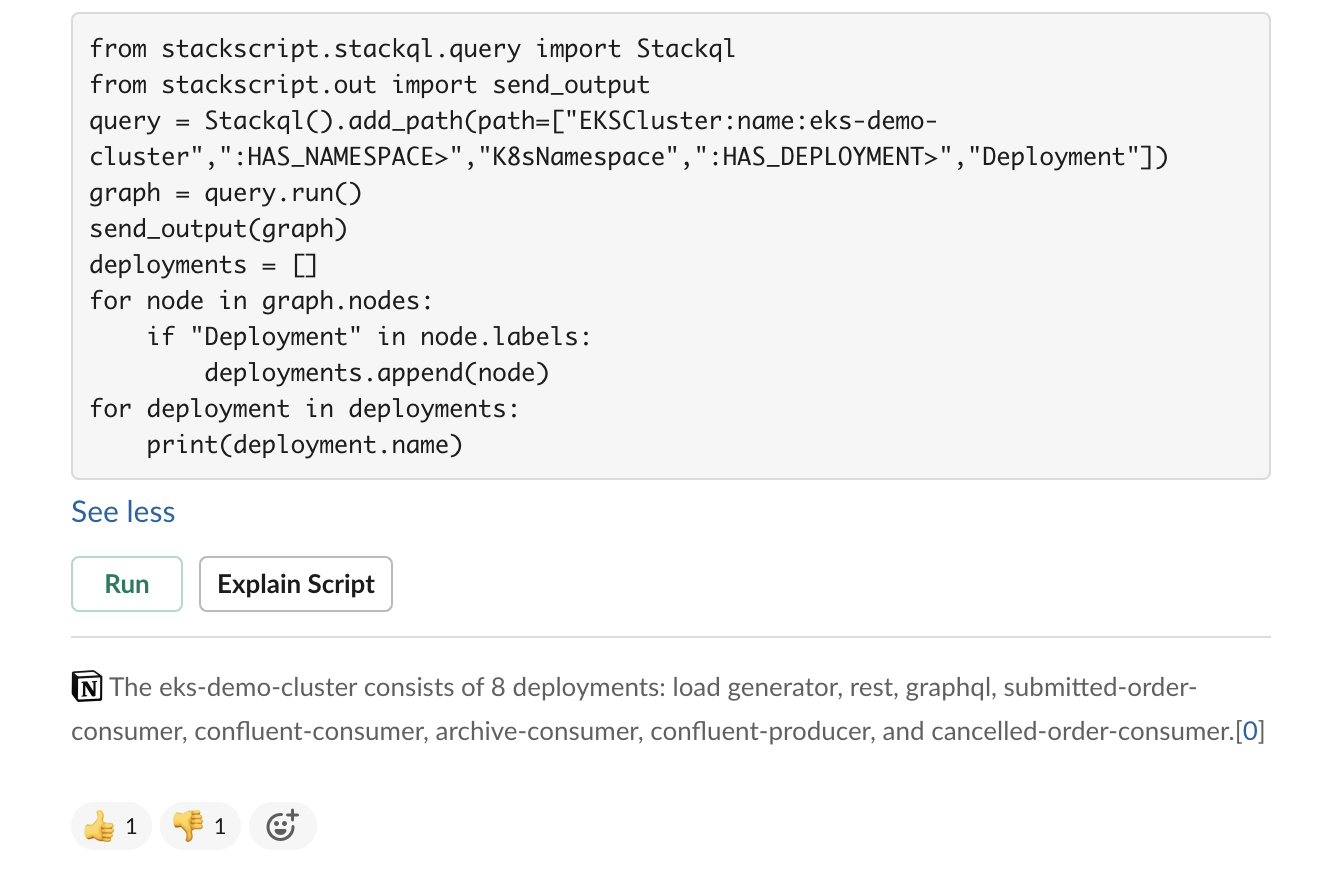 from stackscript.stackql.query import Stackql
from stackscript.out import send_output
query = Stackql().add_path(path=["EKSCluster:name:eks-demo-
cluster",":HAS_NAMESPACE>","K8sNamespace",":HAS_DEPLOYMENT>","Deployment"])
graph = query.run()
send_output(graph)
deployments = []
for node in graph.nodes:
    if "Deployment" in node.labels:
        deployments.append(node)
for deployment in deployments:
    print(deployment.name)
See less
Run Explain Script
N The eks-demo-cluster consists of 8 deployments: load generator, rest, graphql, submitted-order-
consumer, confluent-consumer, archive-consumer, confluent-producer, and cancelled-order-consumer.[0]
1 1